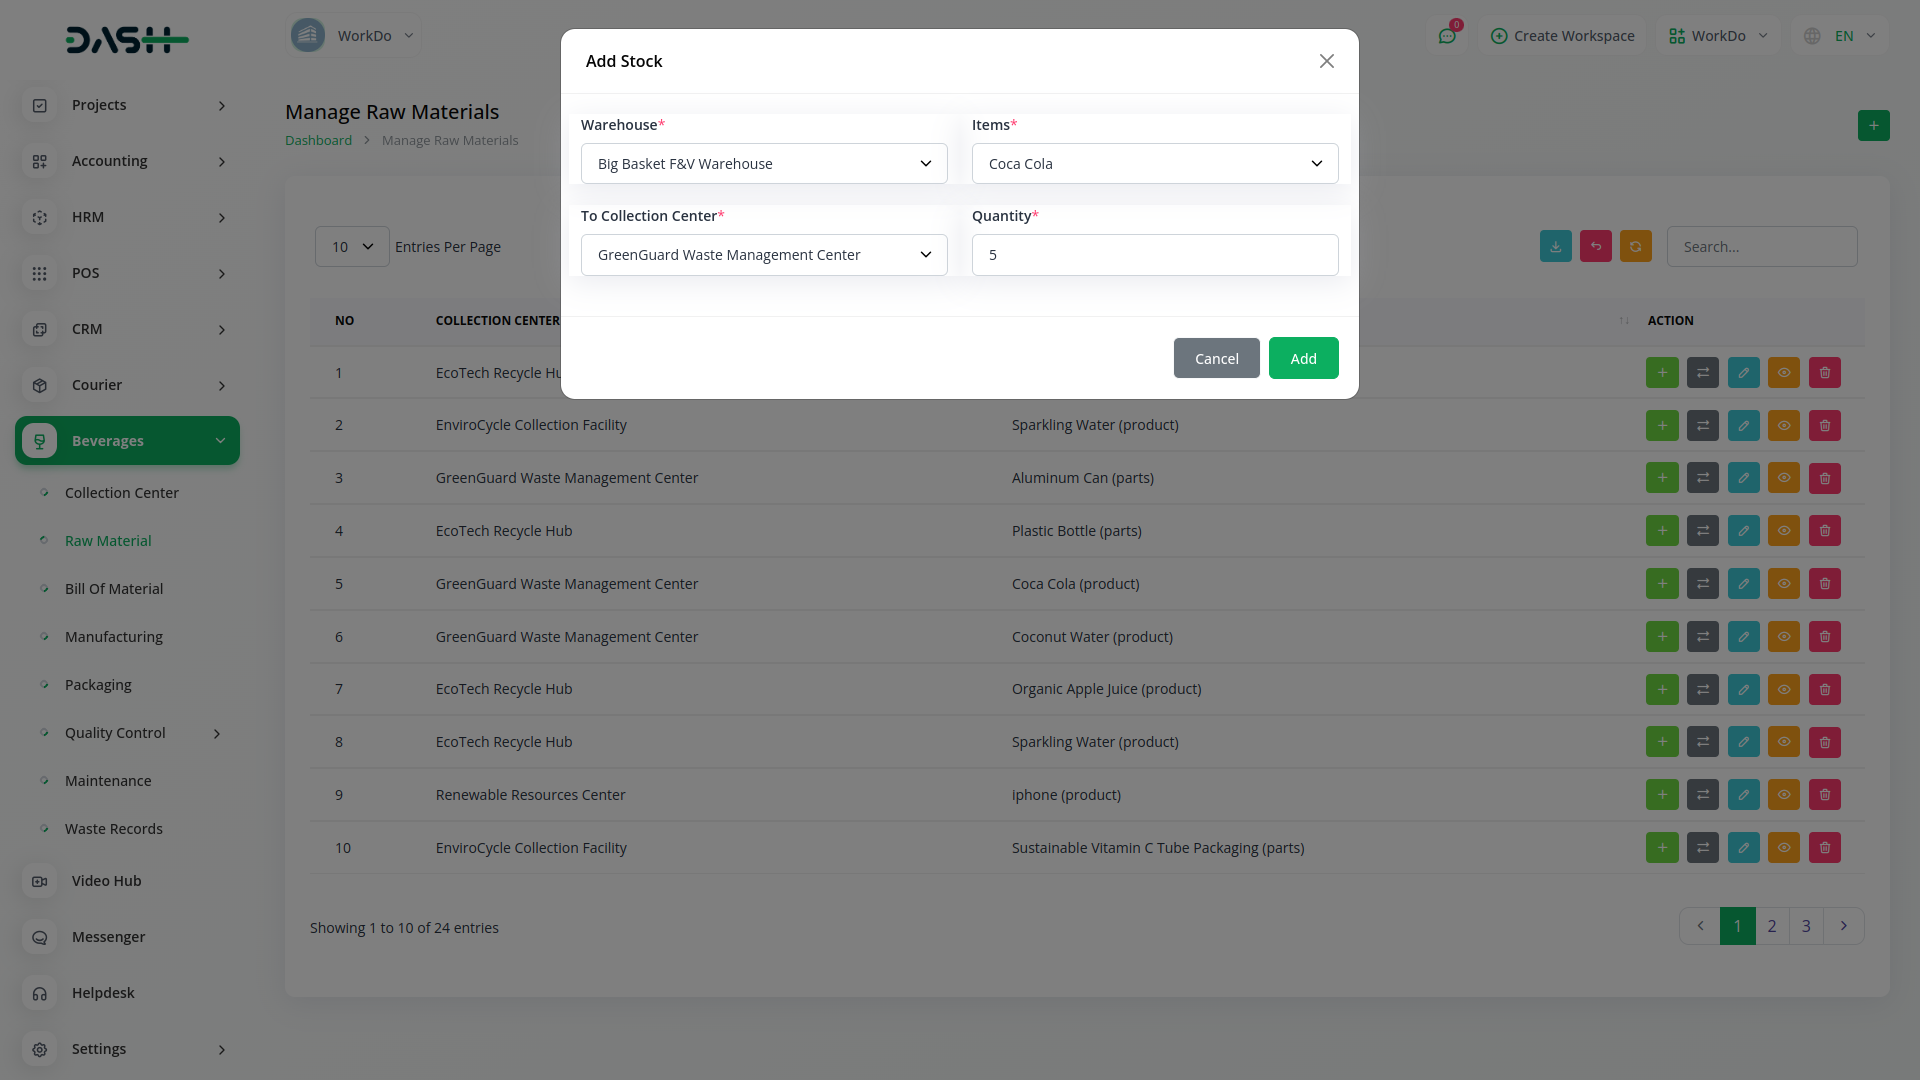 DASH
WorkDo
0
Create Workspace
WorkDo
EN
Projects
Accounting
HRM
POS
CRM
Courier
Beverages
Collection Center
Raw Material
Bill Of Material
Manufacturing
Packaging
Quality Control
Maintenance
Waste Records
Video Hub
Messenger
Helpdesk
Settings
Manage Raw Materials
Dashboard > Manage Raw Materials
Add Stock
Warehouse* Items*
Big Basket F&V Warehouse Coca Cola
To Collection Center* Quantity*
GreenGuard Waste Management Center 5
Cancel Add
10 Entries Per Page
Search...
NO COLLECTION CENTER ACTION
1 EcoTech Recycle
2 EnviroCycle Collection Facility Sparkling Water (product)
3 GreenGuard Waste Management Center Aluminum Can (parts)
4 EcoTech Recycle Hub Plastic Bottle (parts)
5 GreenGuard Waste Management Center Coca Cola (product)
6 GreenGuard Waste Management Center Coconut Water (product)
7 EcoTech Recycle Hub Organic Apple Juice (product)
8 EcoTech Recycle Hub Sparkling Water (product)
9 Renewable Resources Center iphone (product)
10 EnviroCycle Collection Facility Sustainable Vitamin C Tube Packaging (parts)
Showing 1 to 10 of 24 entries
1 2 3